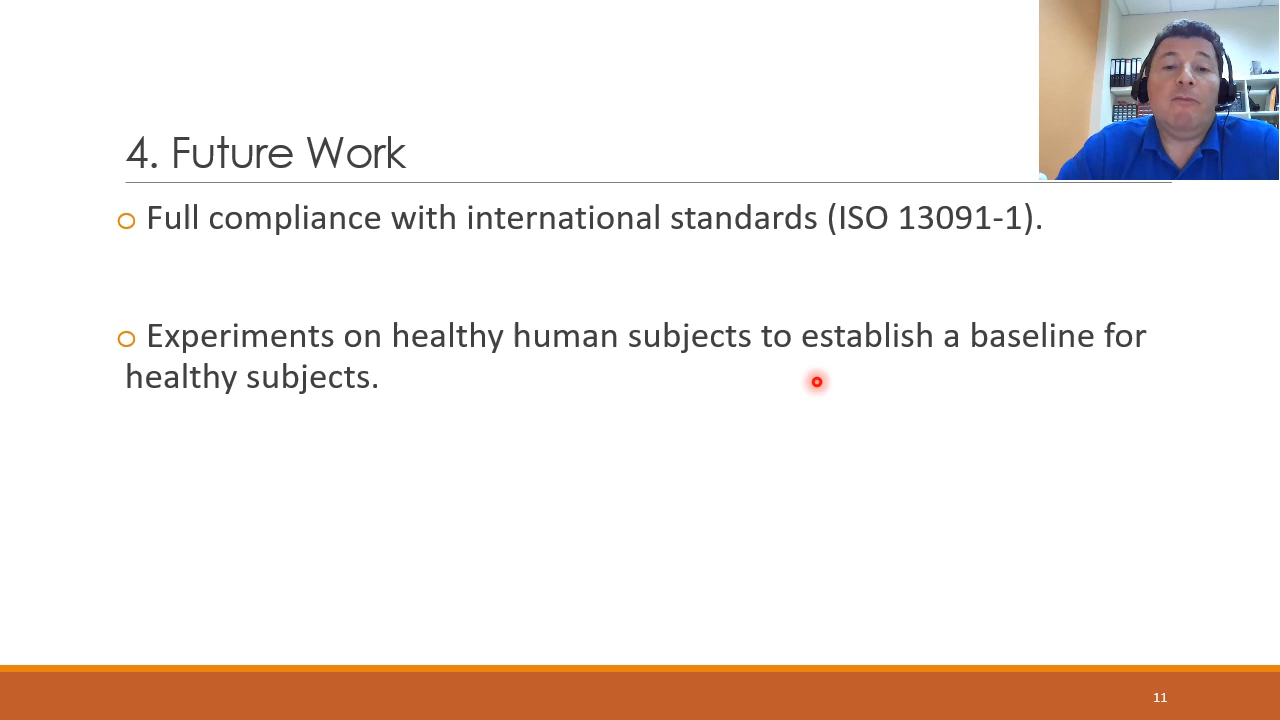 4. Future Work
o Full compliance with international standards (ISO 13091-1).
o Experiments on healthy human subjects to establish a baseline for
healthy subjects.
11